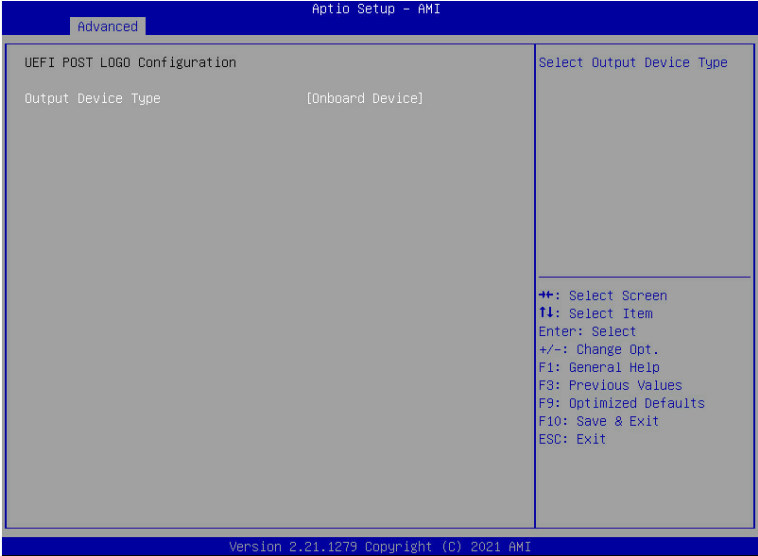 Aptio Setup – AMI
Advanced
UEFI POST LOGO Configuration
Output Device Type [Onboard Device]
Select Output Device Type
→←: Select Screen
↑↓: Select Item
Enter: Select
+/-: Change Opt.
F1: General Help
F3: Previous Values
F9: Optimized Defaults
F10: Save & Exit
ESC: Exit
Version 2.21.1279 Copyright (C) 2021 AMI